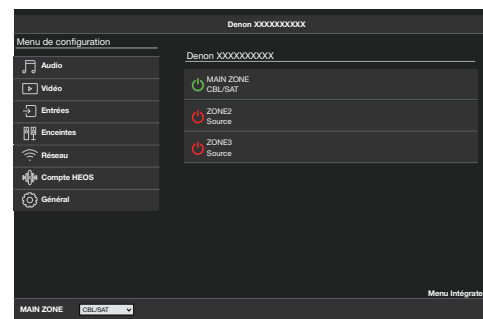 Denon XXXXXXXXXX
Menu de configuration
Audio
Vidéo
Entrées
Enceintes
Réseau
Compte HEOS
Général
Denon XXXXXXXXXX
MAIN ZONE
CBL/SAT
ZONE2
Source
ZONE3
Source
Menu Intégrate
MAIN ZONE CBL/SAT